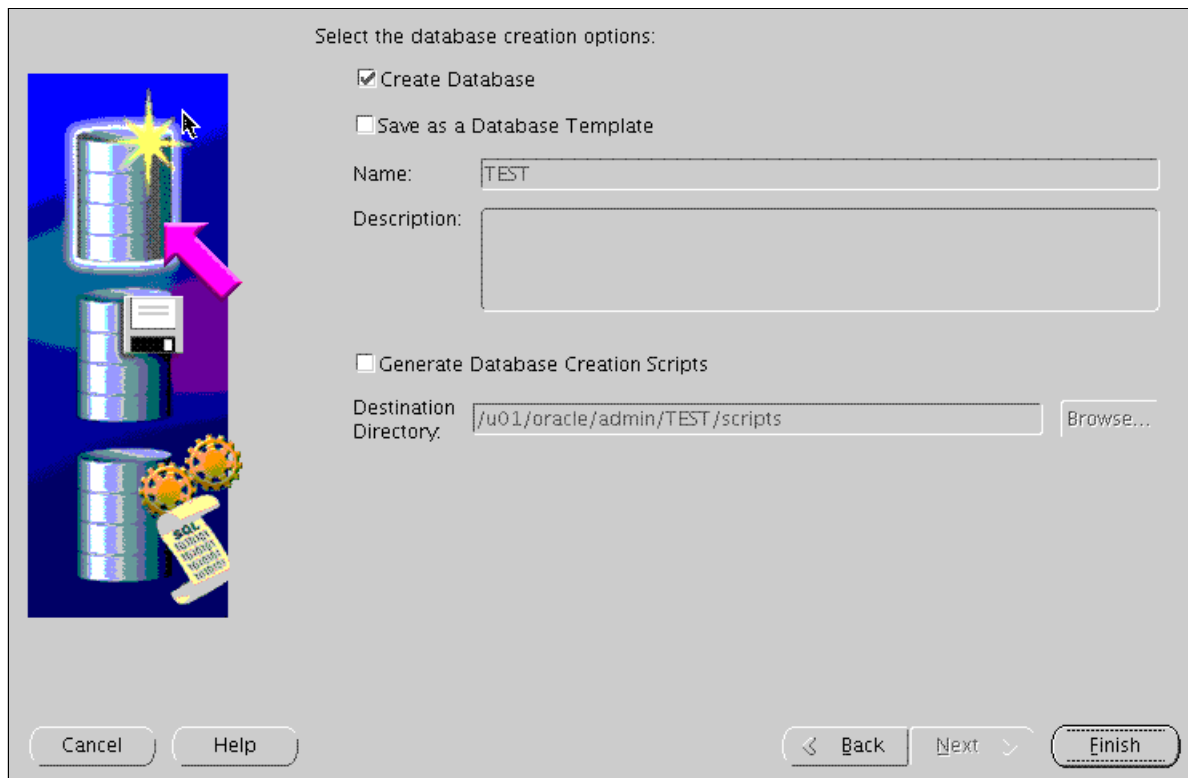 Select the database creation options:
Create Database
Save as a Database Template
Name: TEST
Description:
Generate Database Creation Scripts
Destination
Directory: /u01/oracle/admin/TEST/scripts Browse...
SQL
Cancel Help Back Next Finish